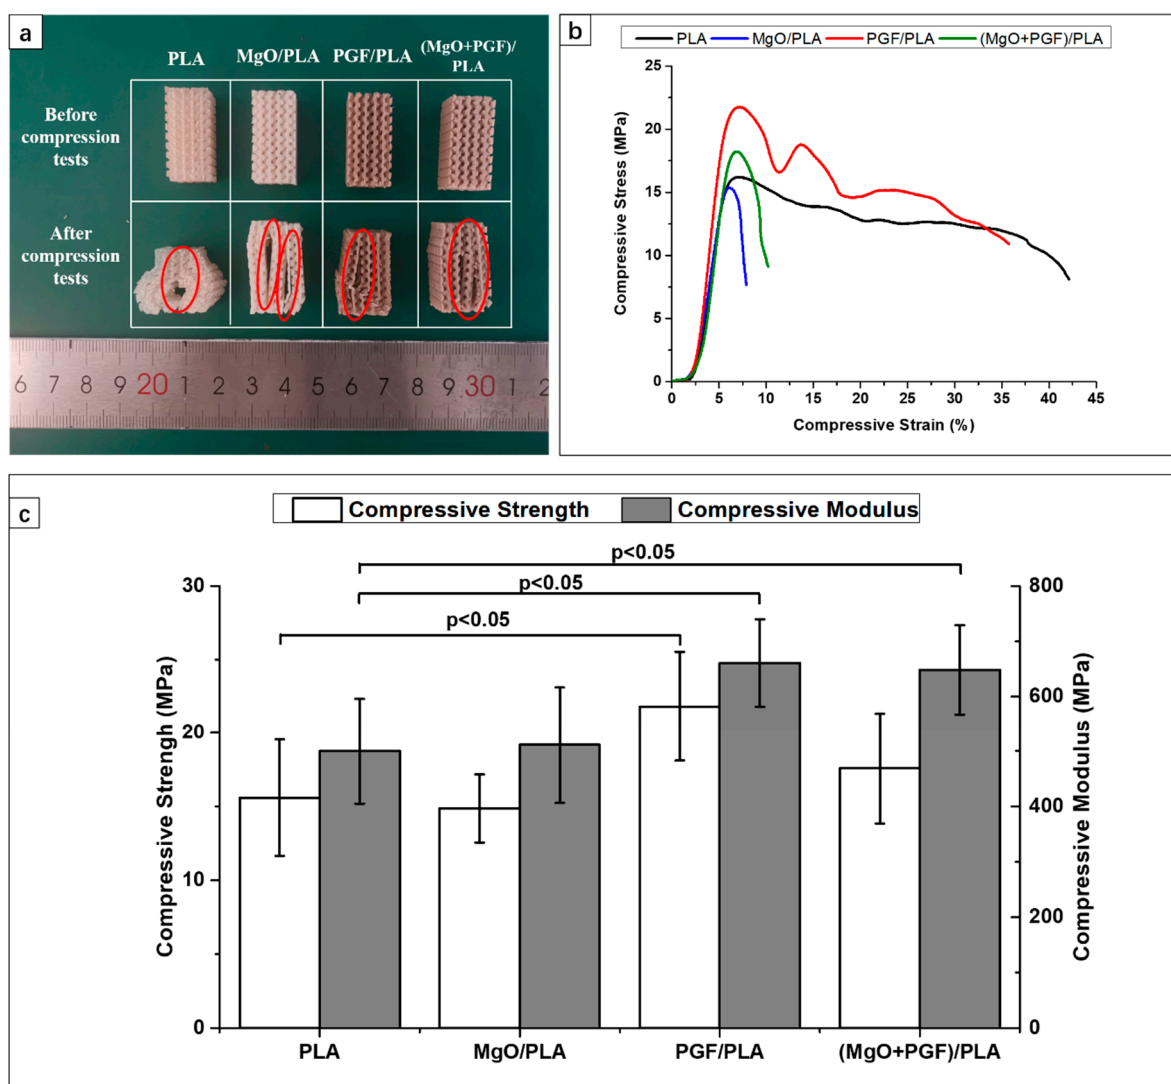 a
PLA
MgO/PLA
PGF/PLA
(MgO+PGF)/
PLA
Before
compression
tests
After
compression
tests
6 7 8 9 20 1 2 3 4 5 6 7 8 9 30 1 2
b
PLA MgO/PLA PGF/PLA (MgO+PGF)/PLA
25
20
15
10
5
0
Compressive Stress (MPa)
0 5 10 15 20 25 30 35 40 45
Compressive Strain (%)
c
Compressive Strength Compressive Modulus
p<0.05
p<0.05
p<0.05
30
20
10
0
Compressive Strengh (MPa)
800
600
400
200
0
Compressive Modulus (MPa)
PLA MgO/PLA PGF/PLA (MgO+PGF)/PLA